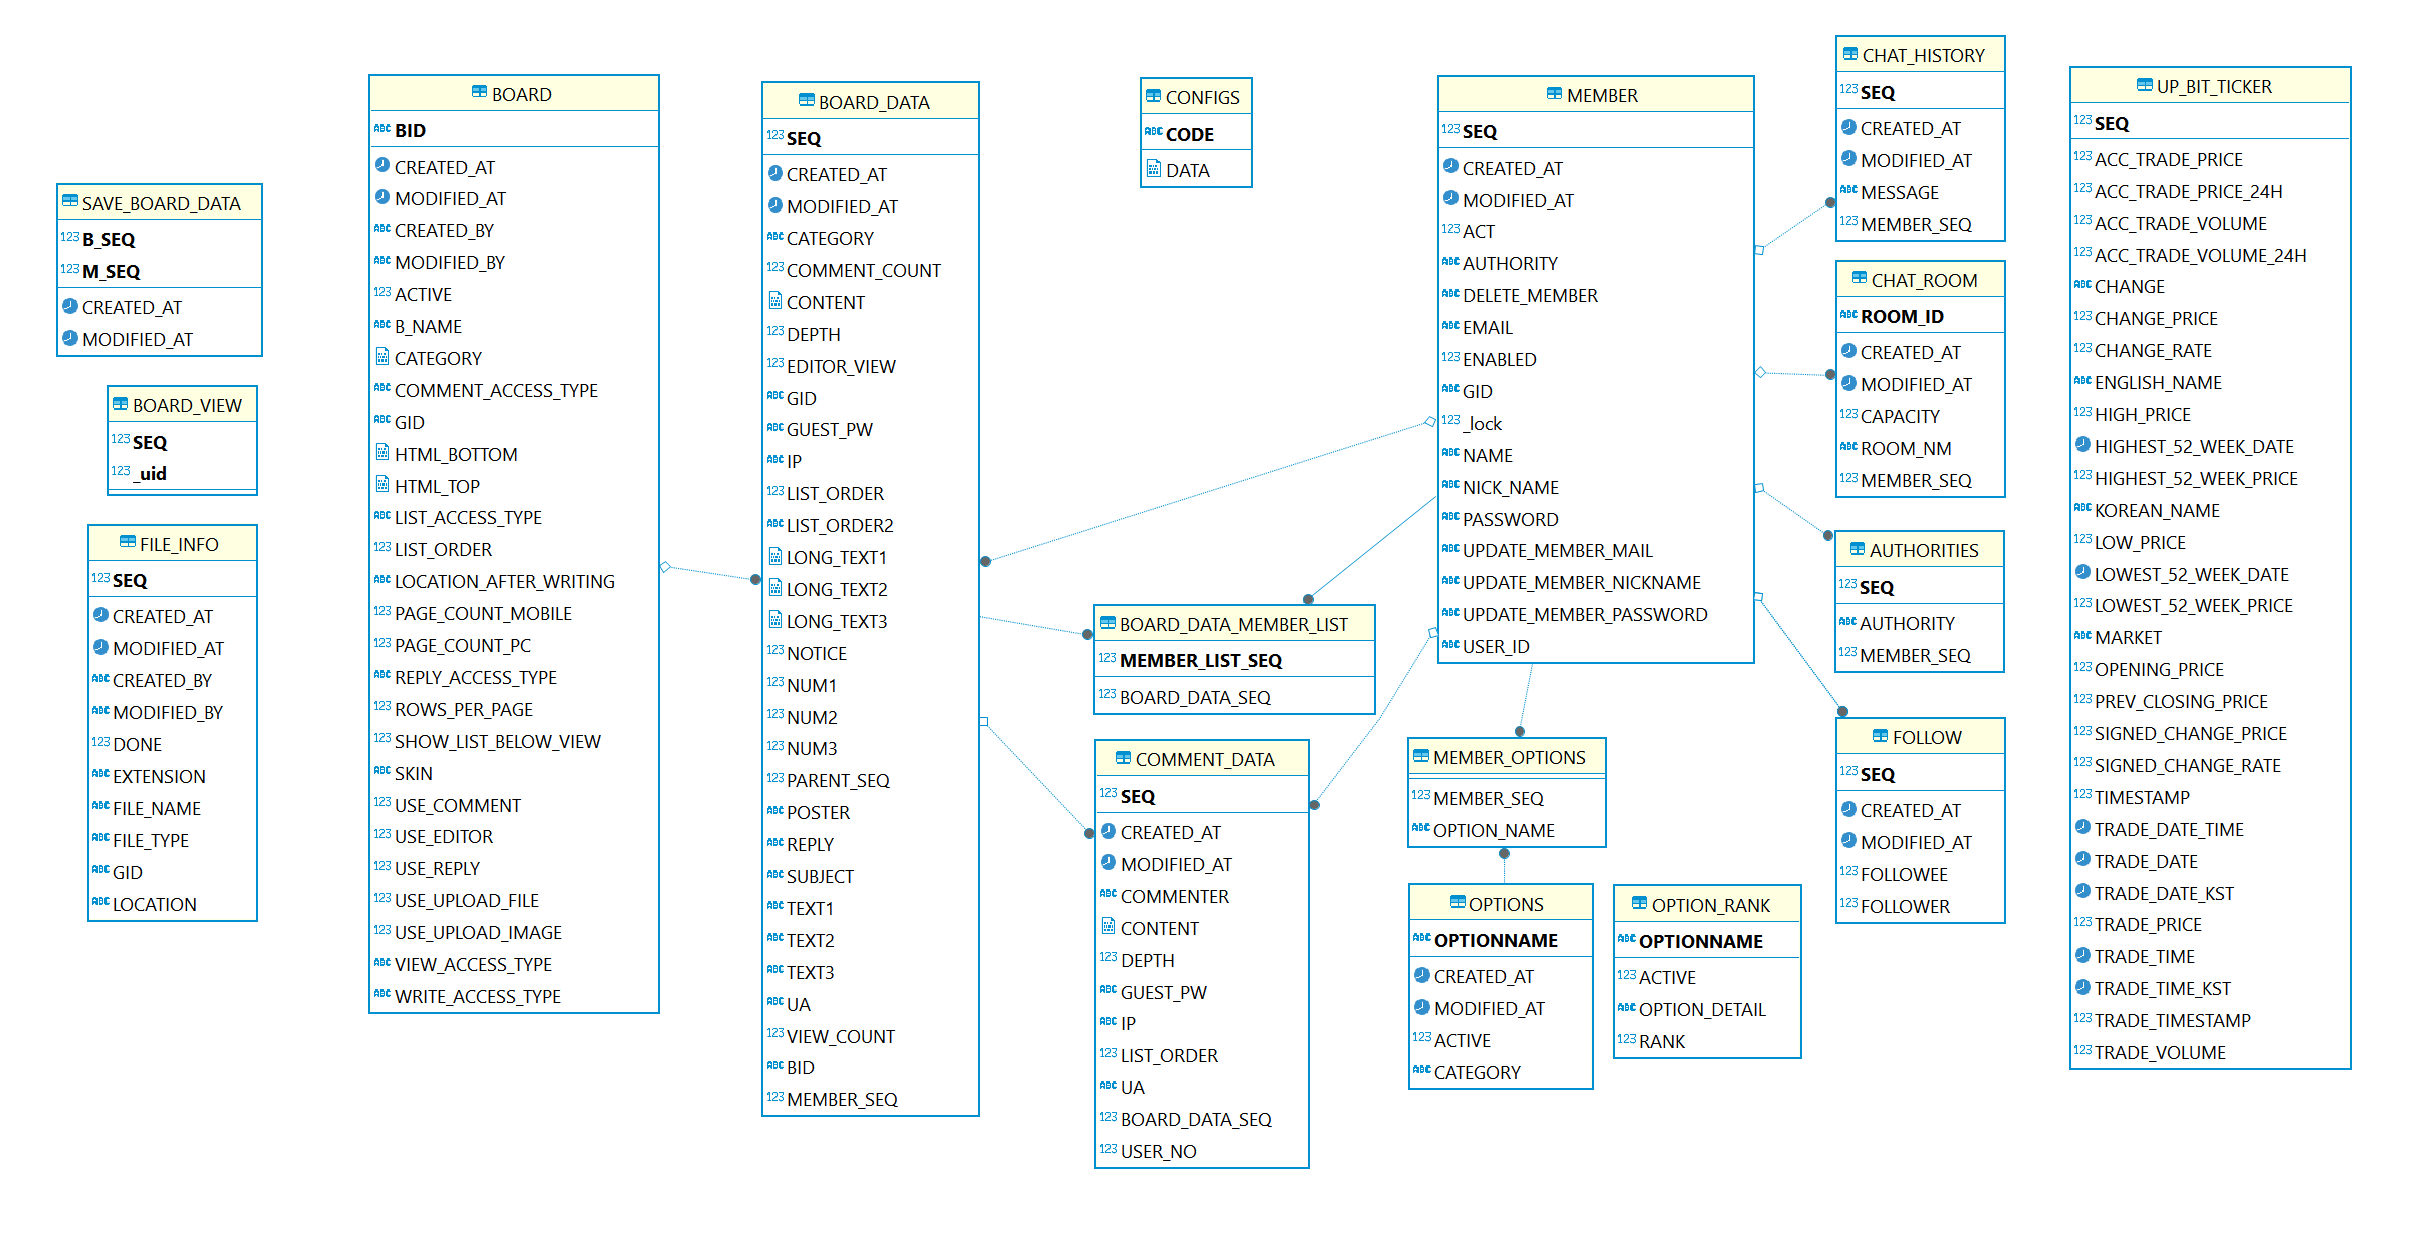 SAVE_BOARD_DATA
123 B_SEQ
123 M_SEQ
CREATED_AT
MODIFIED_AT
BOARD_VIEW
123 SEQ
123 _uid
FILE_INFO
123 SEQ
CREATED_AT
MODIFIED_AT
ABC CREATED_BY
ABC MODIFIED_BY
123 DONE
ABC EXTENSION
ABC FILE_NAME
ABC FILE_TYPE
ABC GID
ABC LOCATION
BOARD
ABC BID
CREATED_AT
MODIFIED_AT
ABC CREATED_BY
ABC MODIFIED_BY
123 ACTIVE
ABC B_NAME
CATEGORY
ABC COMMENT_ACCESS_TYPE
ABC GID
HTML_BOTTOM
HTML_TOP
ABC LIST_ACCESS_TYPE
123 LIST_ORDER
ABC LOCATION_AFTER_WRITING
123 PAGE_COUNT_MOBILE
123 PAGE_COUNT_PC
ABC REPLY_ACCESS_TYPE
123 ROWS_PER_PAGE
123 SHOW_LIST_BELOW_VIEW
ABC SKIN
123 USE_COMMENT
123 USE_EDITOR
123 USE_REPLY
123 USE_UPLOAD_FILE
123 USE_UPLOAD_IMAGE
ABC VIEW_ACCESS_TYPE
ABC WRITE_ACCESS_TYPE
BOARD_DATA
123 SEQ
CREATED_AT
MODIFIED_AT
ABC CATEGORY
123 COMMENT_COUNT
CONTENT
123 DEPTH
123 EDITOR_VIEW
ABC GID
ABC GUEST_PW
ABC IP
123 LIST_ORDER
ABC LIST_ORDER2
LONG_TEXT1
LONG_TEXT2
LONG_TEXT3
123 NOTICE
123 NUM1
123 NUM2
123 NUM3
123 PARENT_SEQ
ABC POSTER
ABC REPLY
ABC SUBJECT
ABC TEXT1
ABC TEXT2
ABC TEXT3
ABC UA
123 VIEW_COUNT
ABC BID
123 MEMBER_SEQ
CONFIGS
ABC CODE
DATA
BOARD_DATA_MEMBER_LIST
123 MEMBER_LIST_SEQ
123 BOARD_DATA_SEQ
COMMENT_DATA
123 SEQ
CREATED_AT
MODIFIED_AT
ABC COMMENTER
CONTENT
123 DEPTH
ABC GUEST_PW
ABC IP
123 LIST_ORDER
ABC UA
123 BOARD_DATA_SEQ
123 USER_NO
MEMBER
123 SEQ
CREATED_AT
MODIFIED_AT
123 ACT
ABC AUTHORITY
ABC DELETE_MEMBER
ABC EMAIL
123 ENABLED
ABC GID
123 _lock
ABC NAME
ABC NICK_NAME
ABC PASSWORD
ABC UPDATE_MEMBER_MAIL
ABC UPDATE_MEMBER_NICKNAME
ABC UPDATE_MEMBER_PASSWORD
ABC USER_ID
MEMBER_OPTIONS
123 MEMBER_SEQ
ABC OPTION_NAME
OPTIONS
ABC OPTIONNAME
CREATED_AT
MODIFIED_AT
123 ACTIVE
ABC CATEGORY
OPTION_RANK
ABC OPTIONNAME
123 ACTIVE
ABC OPTION_DETAIL
123 RANK
CHAT_HISTORY
123 SEQ
CREATED_AT
MODIFIED_AT
ABC MESSAGE
123 MEMBER_SEQ
CHAT_ROOM
ABC ROOM_ID
CREATED_AT
MODIFIED_AT
123 CAPACITY
ABC ROOM_NM
123 MEMBER_SEQ
AUTHORITIES
123 SEQ
ABC AUTHORITY
123 MEMBER_SEQ
FOLLOW
123 SEQ
CREATED_AT
MODIFIED_AT
123 FOLLOWEE
123 FOLLOWER
UP_BIT_TICKER
123 SEQ
123 ACC_TRADE_PRICE
123 ACC_TRADE_PRICE_24H
123 ACC_TRADE_VOLUME
123 ACC_TRADE_VOLUME_24H
ABC CHANGE
123 CHANGE_PRICE
123 CHANGE_RATE
ABC ENGLISH_NAME
123 HIGH_PRICE
HIGHEST_52_WEEK_DATE
123 HIGHEST_52_WEEK_PRICE
ABC KOREAN_NAME
123 LOW_PRICE
LOWEST_52_WEEK_DATE
123 LOWEST_52_WEEK_PRICE
ABC MARKET
123 OPENING_PRICE
123 PREV_CLOSING_PRICE
123 SIGNED_CHANGE_PRICE
123 SIGNED_CHANGE_RATE
123 TIMESTAMP
TRADE_DATE_TIME
TRADE_DATE
TRADE_DATE_KST
123 TRADE_PRICE
TRADE_TIME
TRADE_TIME_KST
123 TRADE_TIMESTAMP
123 TRADE_VOLUME